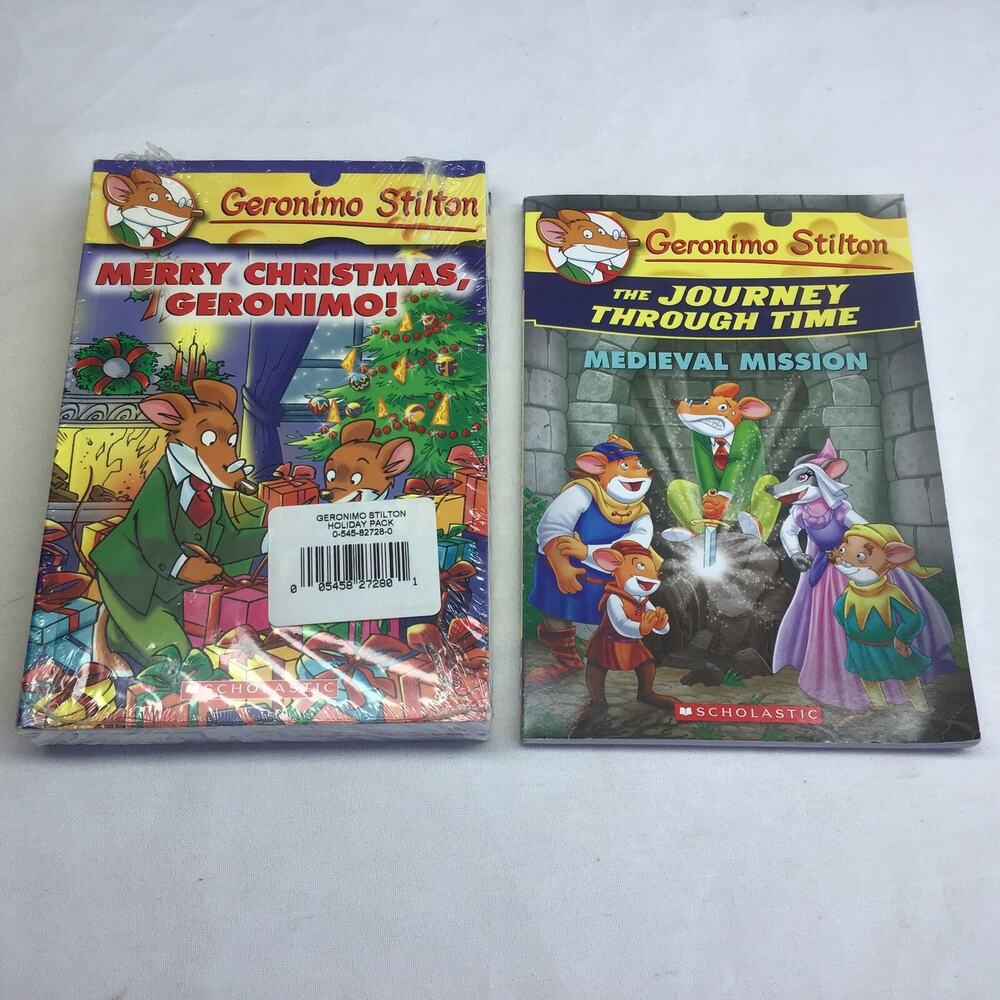 Geronimo Stilton
MERRY CHRISTMAS,
GERONIMO!
GERONIMO STILTON
HOLIDAY PACK
0-545-82728-0
0 05458 27280 1
SCHOLASTIC
Geronimo Stilton
THE JOURNEY
THROUGH TIME
MEDIEVAL MISSION
SCHOLASTIC